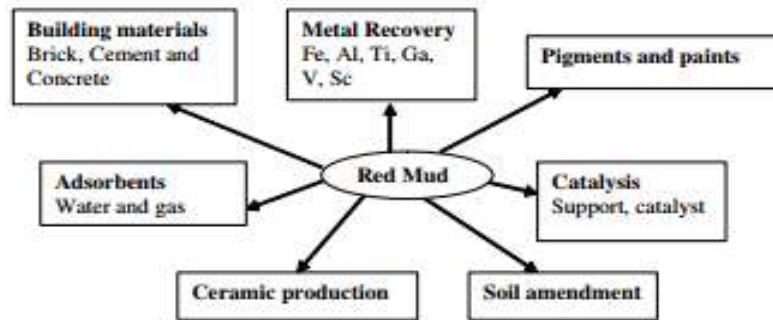 Building materials
Brick, Cement and
Concrete
Metal Recovery
Fe, Al, Ti, Ga,
V, Sc
Pigments and paints
Red Mud
Adsorbents
Water and gas
Catalysis
Support, catalyst
Ceramic production
Soil amendment